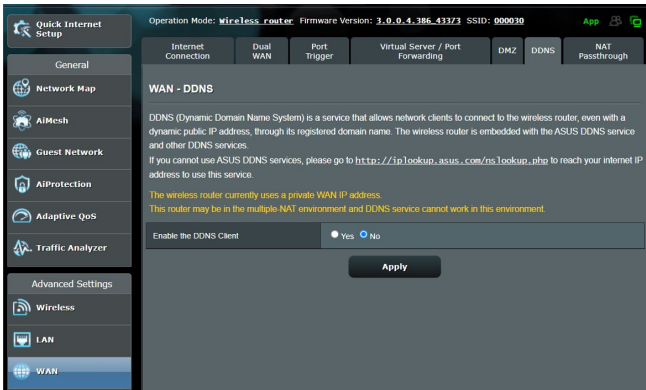 Quick Internet
Setup
Operation Mode: Wireless router Firmware Version: 3.0.0.4.386_43373 SSID: 000030
App
Internet
Connection
Dual
WAN
Port
Trigger
Virtual Server / Port
Forwarding
DMZ
DDNS
NAT
Passthrough
General
Network Map
AiMesh
Guest Network
AiProtection
Adaptive QoS
Traffic Analyzer
Advanced Settings
Wireless
LAN
WAN
WAN - DDNS
DDNS (Dynamic Domain Name System) is a service that allows network clients to connect to the wireless router, even with a
dynamic public IP address, through its registered domain name. The wireless router is embedded with the ASUS DDNS service
and other DDNS services.
If you cannot use ASUS DDNS services, please go to http://iplookup.asus.com/nslookup.php to reach your internet IP
address to use this service.
The wireless router currently uses a private WAN IP address.
This router may be in the multiple-NAT environment and DDNS service cannot work in this environment.
Enable the DDNS Client
Yes No
Apply